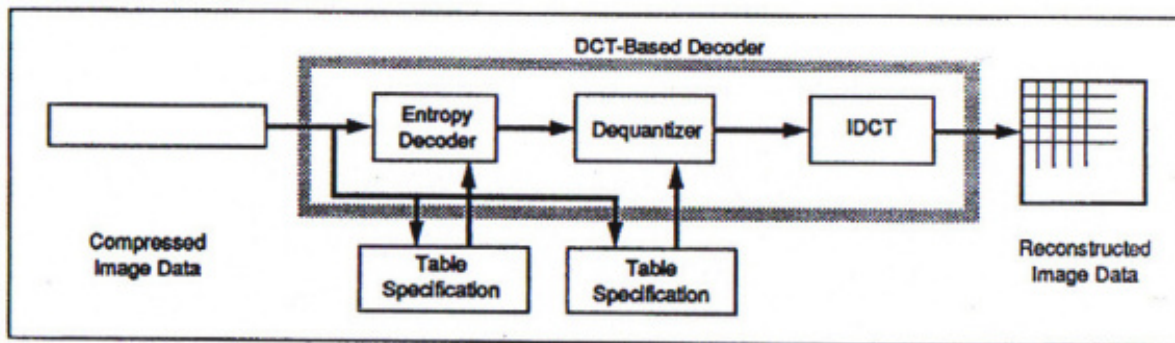 DCT-Based Decoder
Entropy
Decoder
Dequantizer
IDCT
Compressed
Image Data
Table
Specification
Table
Specification
Reconstructed
Image Data